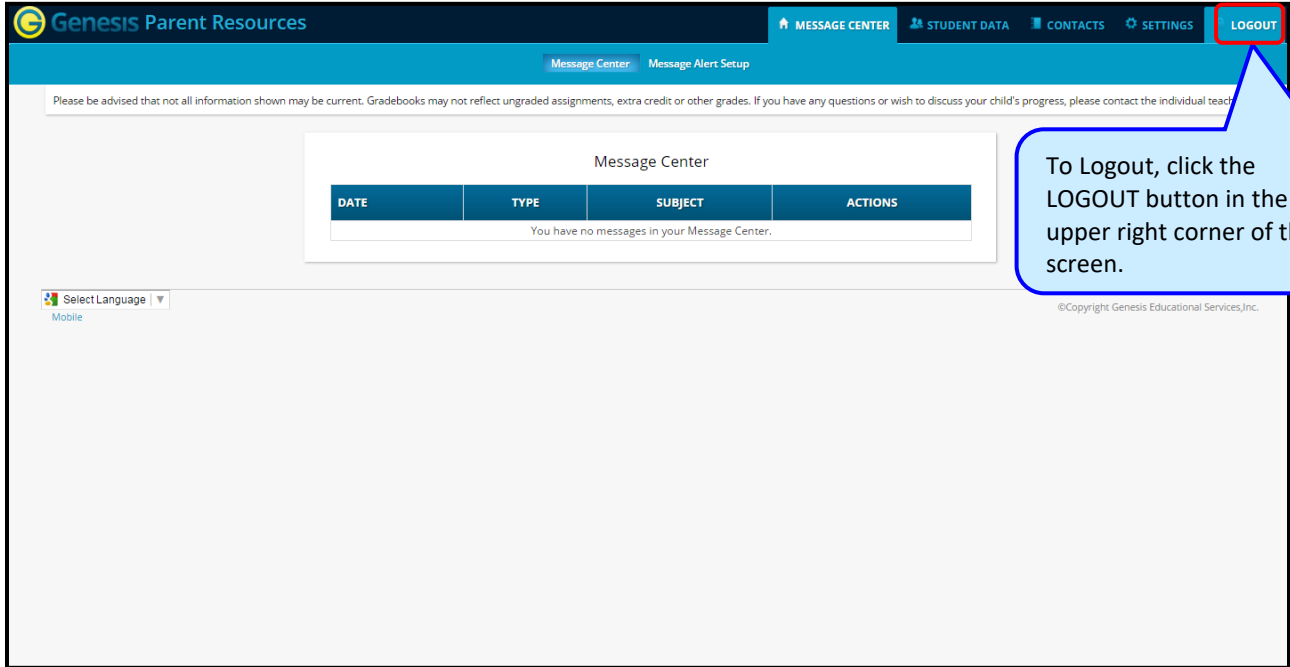 Genesis Parent Resources
MESSAGE CENTER STUDENT DATA CONTACTS SETTINGS LOGOUT
Message Center Message Alert Setup
Please be advised that not all information shown may be current. Gradebooks may not reflect ungraded assignments, extra credit or other grades. If you have any questions or wish to discuss your child's progress, please contact the individual
Message Center
DATE TYPE SUBJECT ACTIONS
You have no messages in your Message Center.
To Logout, click the
LOGOUT button in the
upper right corner of
screen.
Select Language ▼
Mobile
©Copyright Genesis Educational Services,Inc.